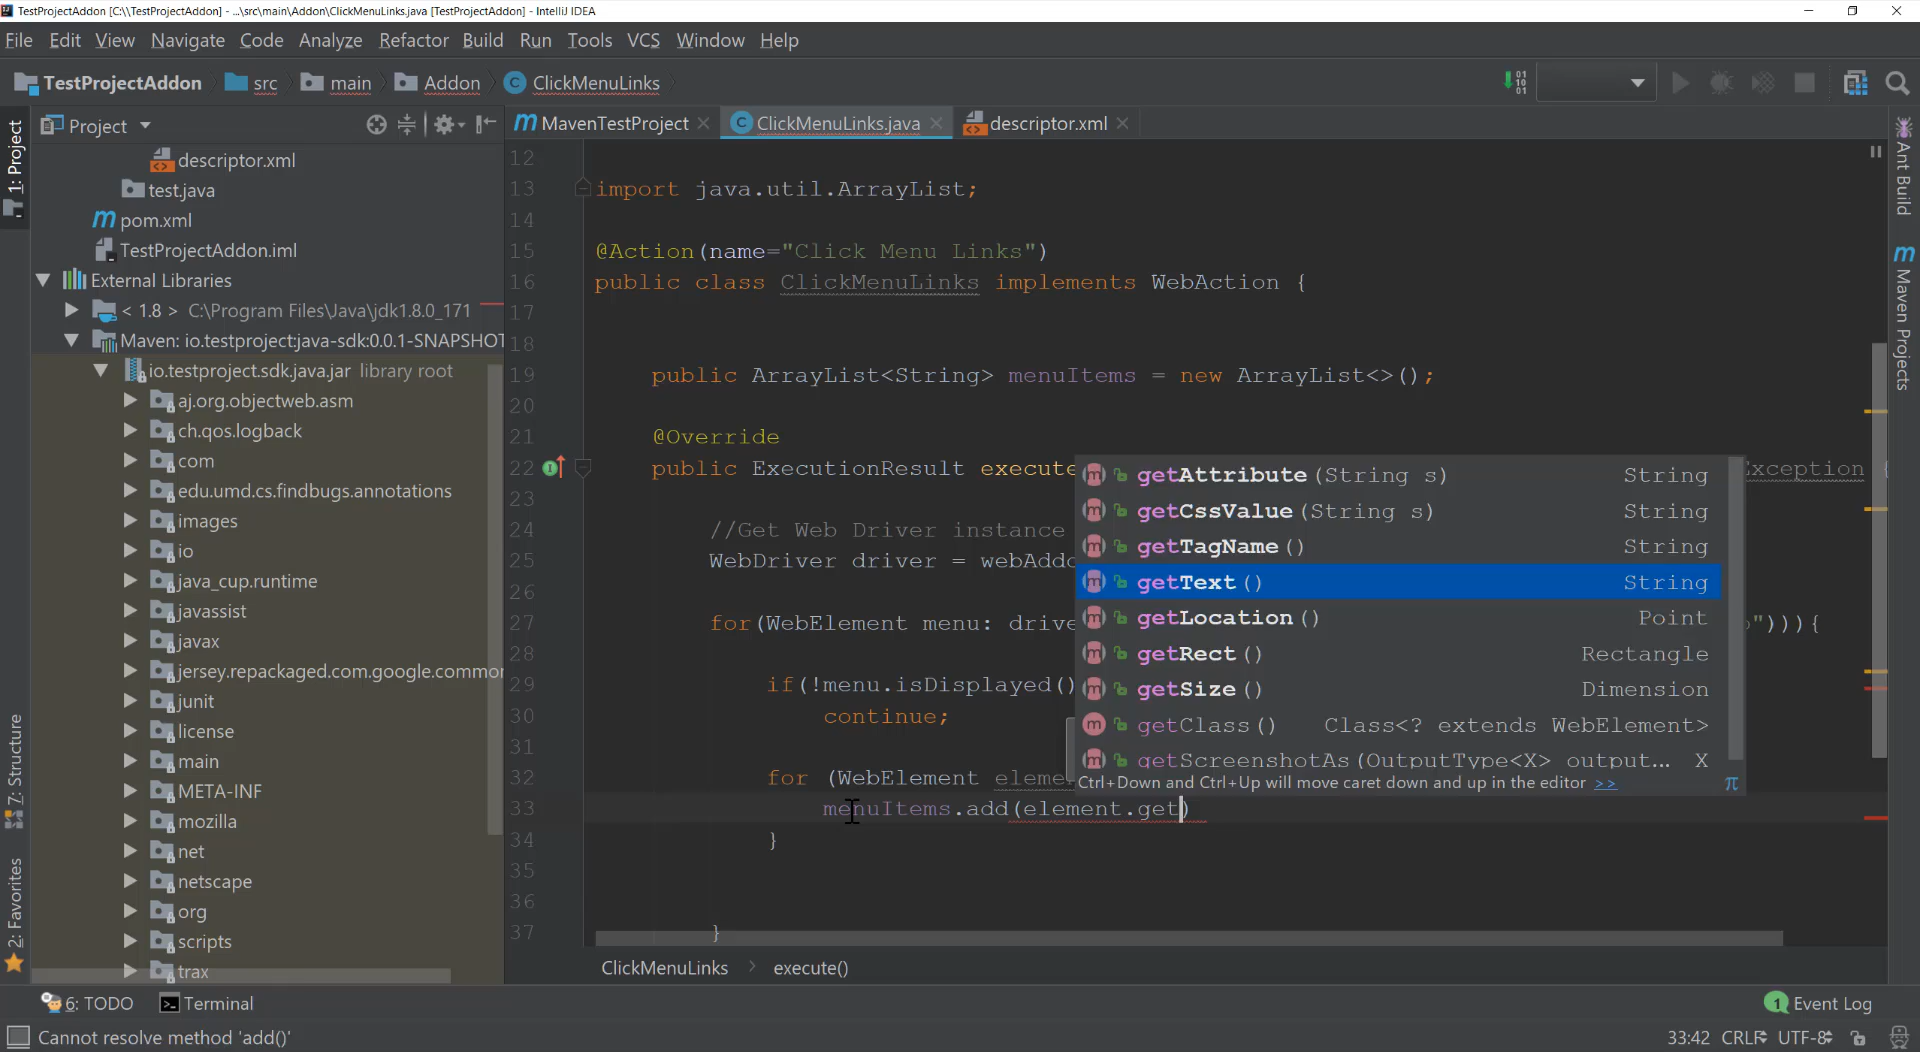 TestProjectAddon [C:\\TestProjectAddon] - ...\src\main\Addon\ClickMenuLinks.java [TestProjectAddon] - IntelliJ IDEA
File Edit View Navigate Code Analyze Refactor Build Run Tools VCS Window Help
TestProjectAddon src main Addon ClickMenuLinks
1: Project
7: Structure
2: Favorites
Project
descriptor.xml
test.java
pom.xml
TestProjectAddon.iml
External Libraries
< 1.8 > C:\Program Files\Java\jdk1.8.0_171
Maven: io.testproject:java-sdk:0.0.1-SNAPSHOT
io.testproject.sdk.java.jar library root
aj.org.objectweb.asm
ch.qos.logback
com
edu.umd.cs.findbugs.annotations
images
io
java_cup.runtime
javassist
javax
jersey.repackaged.com.google.commo
junit
license
main
META-INF
mozilla
net
netscape
org
scripts
trax
MavenTestProject ClickMenuLinks.java descriptor.xml
12
13 import java.util.ArrayList;
14
15 @Action(name="Click Menu Links")
16 public class ClickMenuLinks implements WebAction {
17
18
19 public ArrayList<String> menuItems = new ArrayList<>();
20
21 @Override
22 public ExecutionResult execute Exception {
23
24 //Get Web Driver instance
25 WebDriver driver = webAddo
26
27 for(WebElement menu: drive "))){
28
29 if(!menu.isDisplayed()
30 continue;
31
32 for (WebElement elemen
33 menuItems.add(element.get)
34 }
35
36
37 }
getAttribute(String s) String
getCssValue(String s) String
getTagName() String
getText() String
getLocation() Point
getRect() Rectangle
getSize() Dimension
getClass() Class<? extends WebElement>
getScreenshotAs(OutputType<X> output... X
Ctrl+Down and Ctrl+Up will move caret down and up in the editor >> π
ClickMenuLinks execute()
Ant Build
Maven Projects
6: TODO Terminal 1 Event Log
Cannot resolve method 'add()' 33:42 CRLF UTF-8